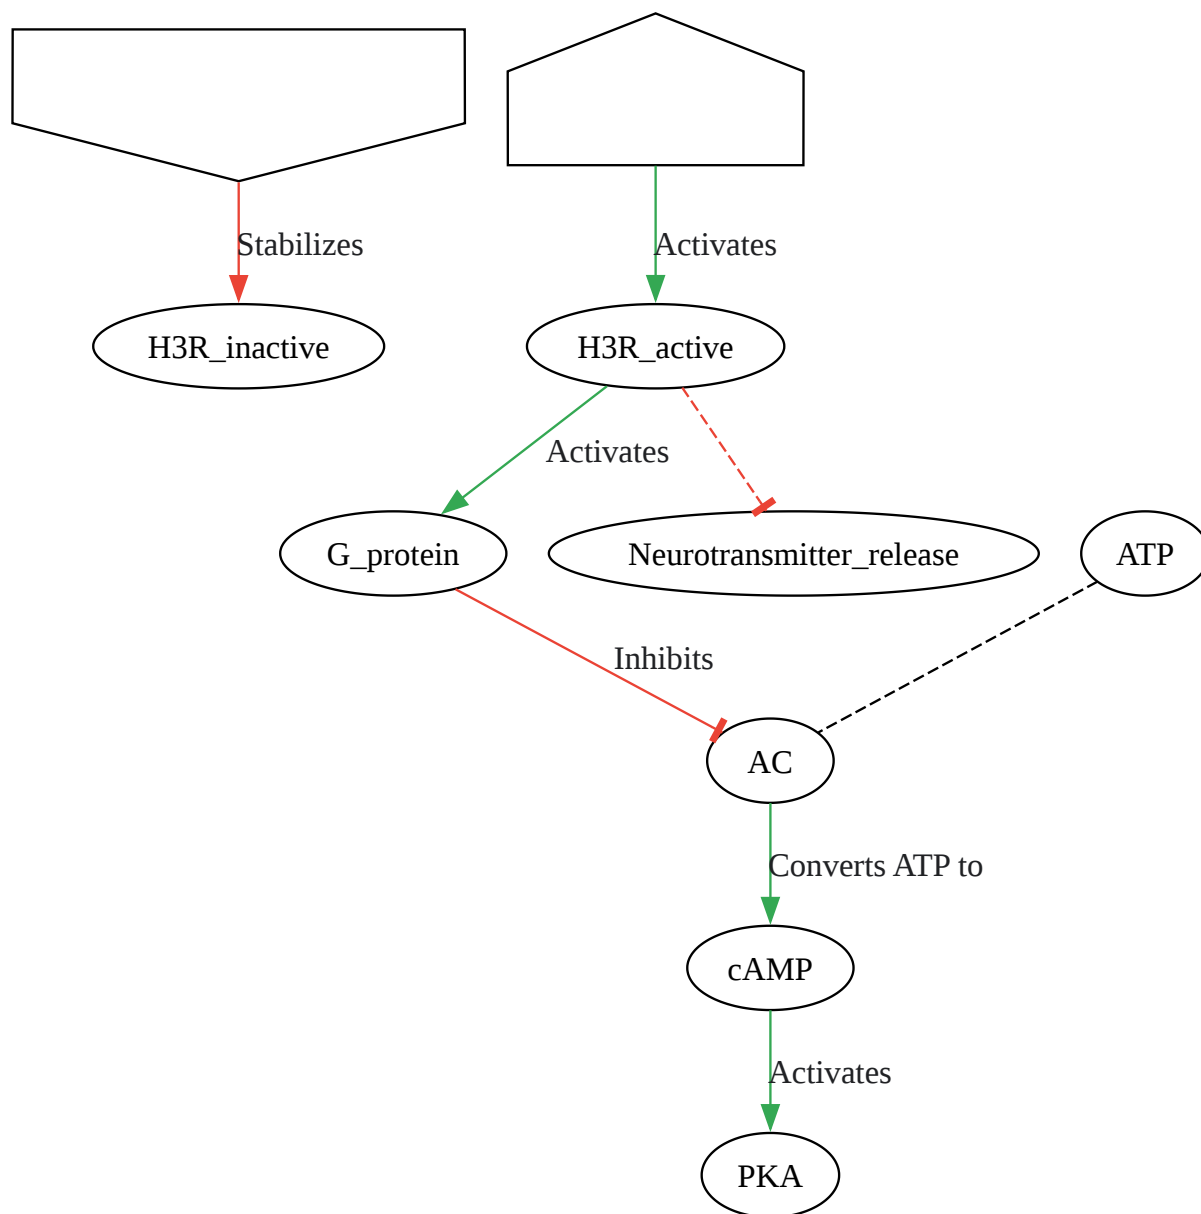 Stabilizes
Activates
H3R_inactive
H3R_active
Activates
G_protein
Neurotransmitter_release
ATP
Inhibits
AC
Converts ATP to
cAMP
Activates
PKA